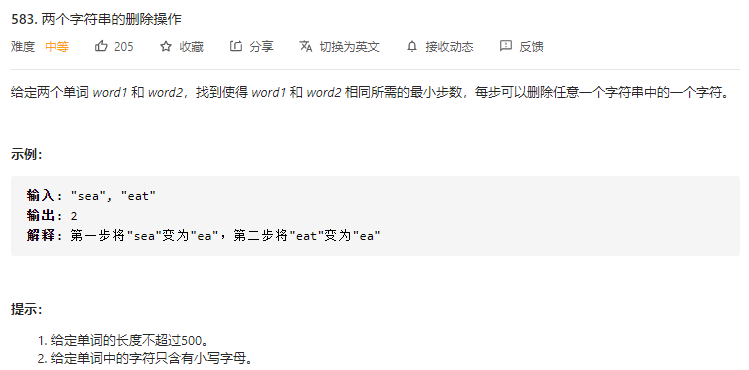 583. 两个字符串的删除操作
难度 中等 205 收藏 分享 切换为英文 接收动态 反馈
给定两个单词 word1 和 word2，找到使得 word1 和 word2 相同所需的最小步数，每步可以删除任意一个字符串中的一个字符。
示例：
输入: "sea", "eat"
输出: 2
解释: 第一步将"sea"变为"ea"，第二步将"eat"变为"ea"
提示：
1. 给定单词的长度不超过500。
2. 给定单词中的字符只含有小写字母。